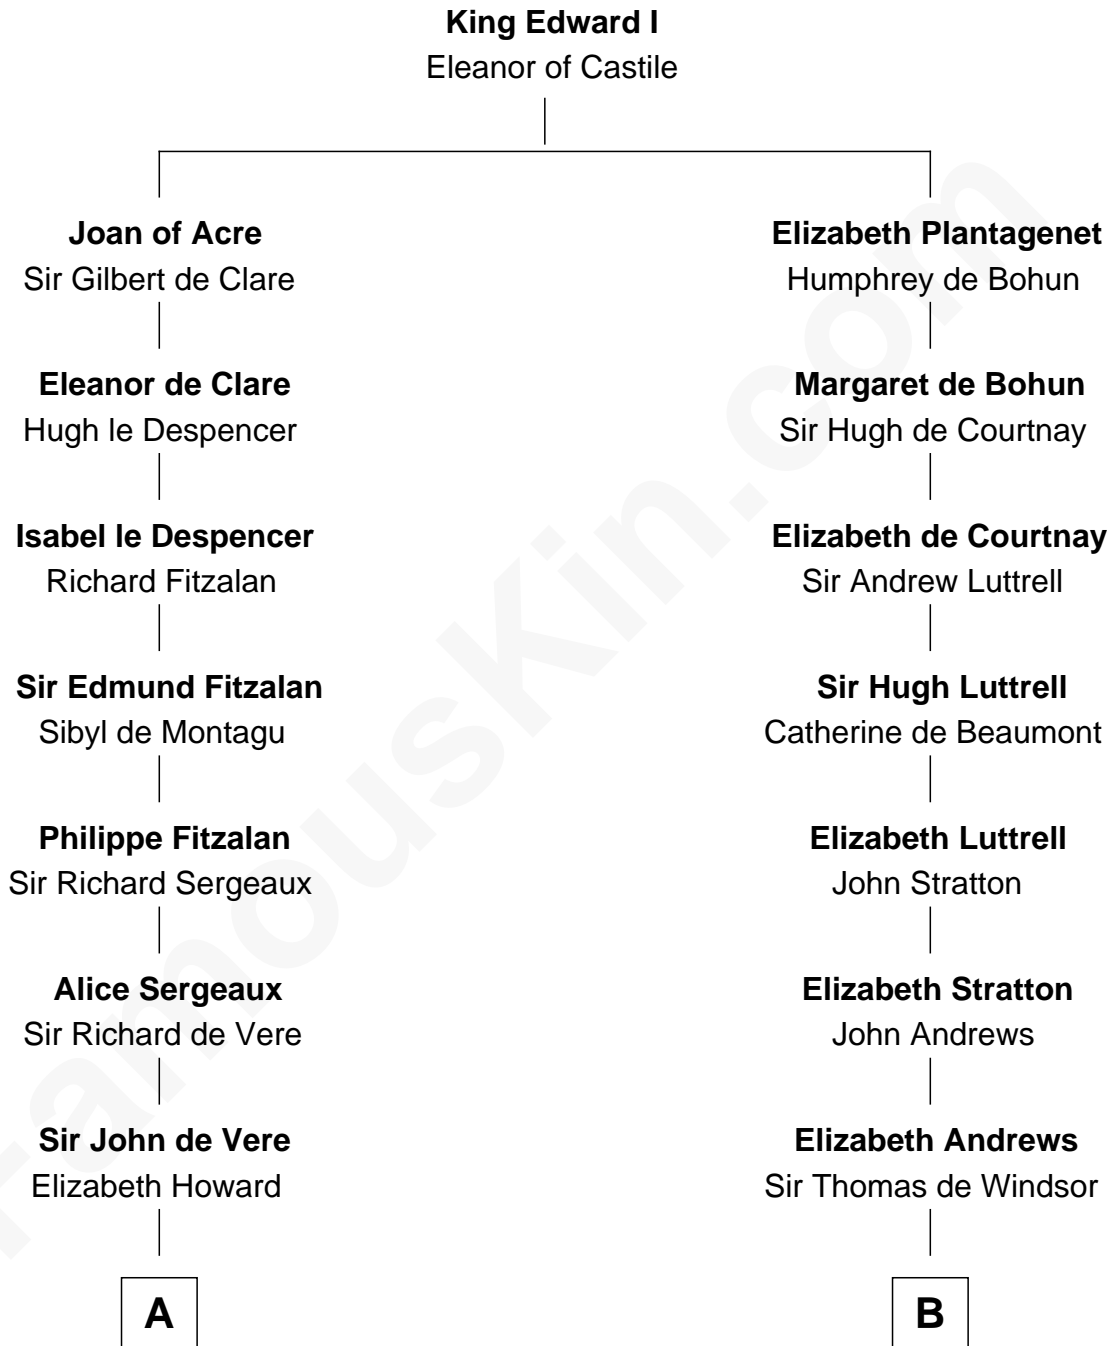 King Edward I
Eleanor of Castile
Joan of Acre
Sir Gilbert de Clare
Elizabeth Plantagenet
Humphrey de Bohun
Eleanor de Clare
Hugh le Despencer
Margaret de Bohun
Sir Hugh de Courtnay
Isabel le Despencer
Richard Fitzalan
Elizabeth de Courtnay
Sir Andrew Luttrell
Sir Edmund Fitzalan
Sibyl de Montagu
Sir Hugh Luttrell
Catherine de Beaumont
Philippe Fitzalan
Sir Richard Sergeaux
Elizabeth Luttrell
John Stratton
Alice Sergeaux
Sir Richard de Vere
Elizabeth Stratton
John Andrews
Sir John de Vere
Elizabeth Howard
Elizabeth Andrews
Sir Thomas de Windsor
A
B
FamousKin.com